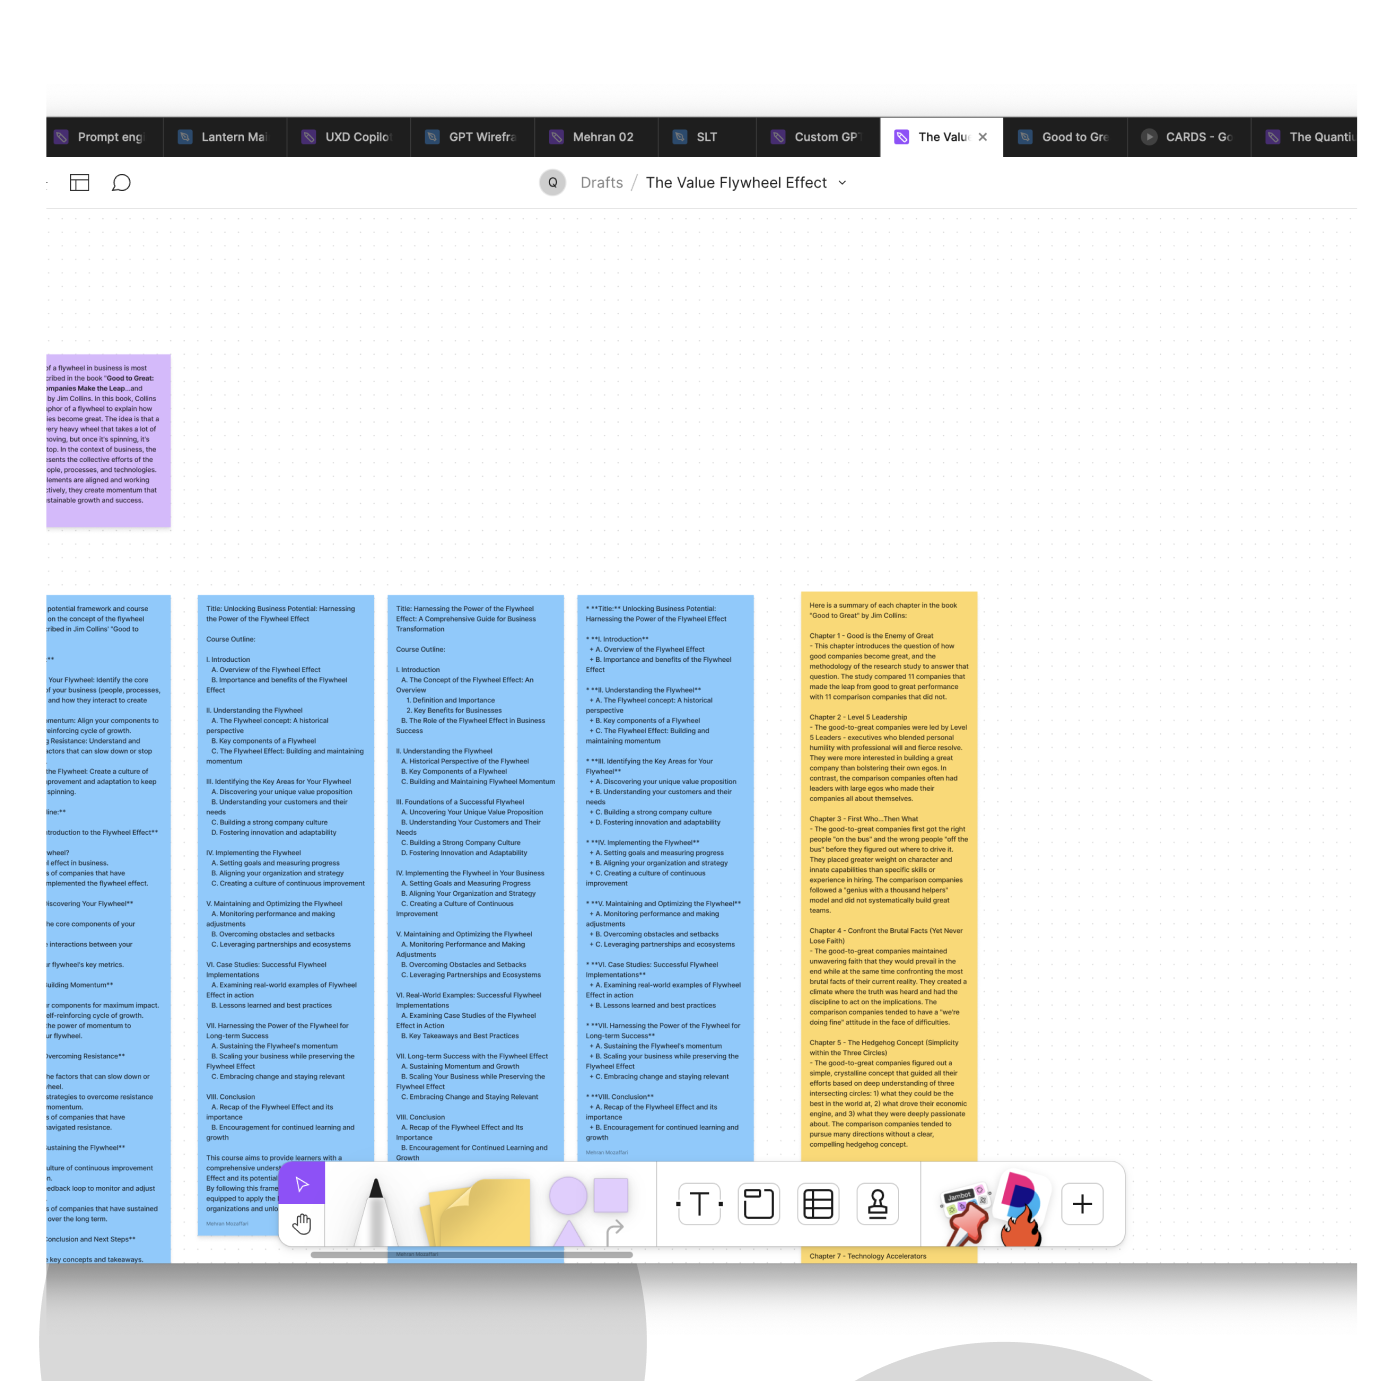 Prompt eng
Lantern Mai
UXD Copilo
GPT Wirefra
Mehran 02
SLT
Custom GPT
The Valu
Good to Gre
CARDS - Go
The Quantiu
Q
Drafts / The Value Flywheel Effect
of a flywheel in business is most
cribed in the book "Good to Great:
ompanies Make the Leap...and
by Jim Collins. In this book, Collins
aphor of a flywheel to explain how
ies become great. The idea is that a
very heavy wheel that takes a lot of
moving, but once it's spinning, it's
top. In the context of business, the
esents the collective efforts of the
ople, processes, and technologies.
lements are aligned and working
ctively, they create momentum that
stainable growth and success.
potential framework and course
on the concept of the flywheel
cribed in Jim Collins' "Good to
:**
Your Flywheel: Identify the core
of your business (people, processes,
and how they interact to create
omentum: Align your components to
reinforcing cycle of growth.
g Resistance: Understand and
actors that can slow down or stop
the Flywheel: Create a culture of
provement and adaptation to keep
spinning.
line:**
troduction to the Flywheel Effect**
wheel?
l effect in business.
s of companies that have
mplemented the flywheel effect.
iscovering Your Flywheel**
he core components of your
e interactions between your
r flywheel's key metrics.
uilding Momentum**
r components for maximum impact.
elf-reinforcing cycle of growth.
the power of momentum to
ur flywheel.
vercoming Resistance**
he factors that can slow down or
heel.
strategies to overcome resistance
momentum.
s of companies that have
navigated resistance.
ustaining the Flywheel**
ulture of continuous improvement
n.
eedback loop to monitor and adjust
s of companies that have sustained
over the long term.
Conclusion and Next Steps**
key concepts and takeaways.
Title: Unlocking Business Potential: Harnessing
the Power of the Flywheel Effect
Course Outline:
I. Introduction
A. Overview of the Flywheel Effect
B. Importance and benefits of the Flywheel
Effect
II. Understanding the Flywheel
A. The Flywheel concept: A historical
perspective
B. Key components of a Flywheel
C. The Flywheel Effect: Building and maintaining
momentum
III. Identifying the Key Areas for Your Flywheel
A. Discovering your unique value proposition
B. Understanding your customers and their
needs
C. Building a strong company culture
D. Fostering innovation and adaptability
IV. Implementing the Flywheel
A. Setting goals and measuring progress
B. Aligning your organization and strategy
C. Creating a culture of continuous improvement
V. Maintaining and Optimizing the Flywheel
A. Monitoring performance and making
adjustments
B. Overcoming obstacles and setbacks
C. Leveraging partnerships and ecosystems
VI. Case Studies: Successful Flywheel
Implementations
A. Examining real-world examples of Flywheel
Effect in action
B. Lessons learned and best practices
VII. Harnessing the Power of the Flywheel for
Long-term Success
A. Sustaining the Flywheel's momentum
B. Scaling your business while preserving the
Flywheel Effect
C. Embracing change and staying relevant
VIII. Conclusion
A. Recap of the Flywheel Effect and its
importance
B. Encouragement for continued learning and
growth
This course aims to provide learners with a
comprehensive underst
Effect and its potential
By following this frame
equipped to apply the
organizations and unlo
Mehran Mozaffari
Title: Harnessing the Power of the Flywheel
Effect: A Comprehensive Guide for Business
Transformation
Course Outline:
I. Introduction
A. The Concept of the Flywheel Effect: An
Overview
1. Definition and Importance
2. Key Benefits for Businesses
B. The Role of the Flywheel Effect in Business
Success
II. Understanding the Flywheel
A. Historical Perspective of the Flywheel
B. Key Components of a Flywheel
C. Building and Maintaining Flywheel Momentum
III. Foundations of a Successful Flywheel
A. Uncovering Your Unique Value Proposition
B. Understanding Your Customers and Their
Needs
C. Building a Strong Company Culture
D. Fostering Innovation and Adaptability
IV. Implementing the Flywheel in Your Business
A. Setting Goals and Measuring Progress
B. Aligning Your Organization and Strategy
C. Creating a Culture of Continuous
Improvement
V. Maintaining and Optimizing the Flywheel
A. Monitoring Performance and Making
Adjustments
B. Overcoming Obstacles and Setbacks
C. Leveraging Partnerships and Ecosystems
VI. Real-World Examples: Successful Flywheel
Implementations
A. Examining Case Studies of the Flywheel
Effect in Action
B. Key Takeaways and Best Practices
VII. Long-term Success with the Flywheel Effect
A. Sustaining Momentum and Growth
B. Scaling Your Business while Preserving the
Flywheel Effect
C. Embracing Change and Staying Relevant
VIII. Conclusion
A. Recap of the Flywheel Effect and Its
Importance
B. Encouragement for Continued Learning and
Growth
Mehran Mozaffari
* **Title:** Unlocking Business Potential:
Harnessing the Power of the Flywheel Effect
* **I. Introduction**
+ A. Overview of the Flywheel Effect
+ B. Importance and benefits of the Flywheel
Effect
* **II. Understanding the Flywheel**
+ A. The Flywheel concept: A historical
perspective
+ B. Key components of a Flywheel
+ C. The Flywheel Effect: Building and
maintaining momentum
* **III. Identifying the Key Areas for Your
Flywheel**
+ A. Discovering your unique value proposition
+ B. Understanding your customers and their
needs
+ C. Building a strong company culture
+ D. Fostering innovation and adaptability
* **IV. Implementing the Flywheel**
+ A. Setting goals and measuring progress
+ B. Aligning your organization and strategy
+ C. Creating a culture of continuous
improvement
* **V. Maintaining and Optimizing the Flywheel**
+ A. Monitoring performance and making
adjustments
+ B. Overcoming obstacles and setbacks
+ C. Leveraging partnerships and ecosystems
* **VI. Case Studies: Successful Flywheel
Implementations**
+ A. Examining real-world examples of Flywheel
Effect in action
+ B. Lessons learned and best practices
* **VII. Harnessing the Power of the Flywheel for
Long-term Success**
+ A. Sustaining the Flywheel's momentum
+ B. Scaling your business while preserving the
Flywheel Effect
+ C. Embracing change and staying relevant
* **VIII. Conclusion**
+ A. Recap of the Flywheel Effect and its
importance
+ B. Encouragement for continued learning and
growth
Mehran Mozaffari
Here is a summary of each chapter in the book
"Good to Great" by Jim Collins:
Chapter 1 - Good is the Enemy of Great
- This chapter introduces the question of how
good companies become great, and the
methodology of the research study to answer that
question. The study compared 11 companies that
made the leap from good to great performance
with 11 comparison companies that did not.
Chapter 2 - Level 5 Leadership
- The good-to-great companies were led by Level
5 Leaders - executives who blended personal
humility with professional will and fierce resolve.
They were more interested in building a great
company than bolstering their own egos. In
contrast, the comparison companies often had
leaders with large egos who made their
companies all about themselves.
Chapter 3 - First Who...Then What
- The good-to-great companies first got the right
people "on the bus" and the wrong people "off the
bus" before they figured out where to drive it.
They placed greater weight on character and
innate capabilities than specific skills or
experience in hiring. The comparison companies
followed a "genius with a thousand helpers"
model and did not systematically build great
teams.
Chapter 4 - Confront the Brutal Facts (Yet Never
Lose Faith)
- The good-to-great companies maintained
unwavering faith that they would prevail in the
end while at the same time confronting the most
brutal facts of their current reality. They created a
climate where the truth was heard and had the
discipline to act on the implications. The
comparison companies tended to have a "we're
doing fine" attitude in the face of difficulties.
Chapter 5 - The Hedgehog Concept (Simplicity
within the Three Circles)
- The good-to-great companies figured out a
simple, crystalline concept that guided all their
efforts based on deep understanding of three
intersecting circles: 1) what they could be the
best in the world at, 2) what drove their economic
engine, and 3) what they were deeply passionate
about. The comparison companies tended to
pursue many directions without a clear,
compelling hedgehog concept.
Chapter 7 - Technology Accelerators
T
Jambot